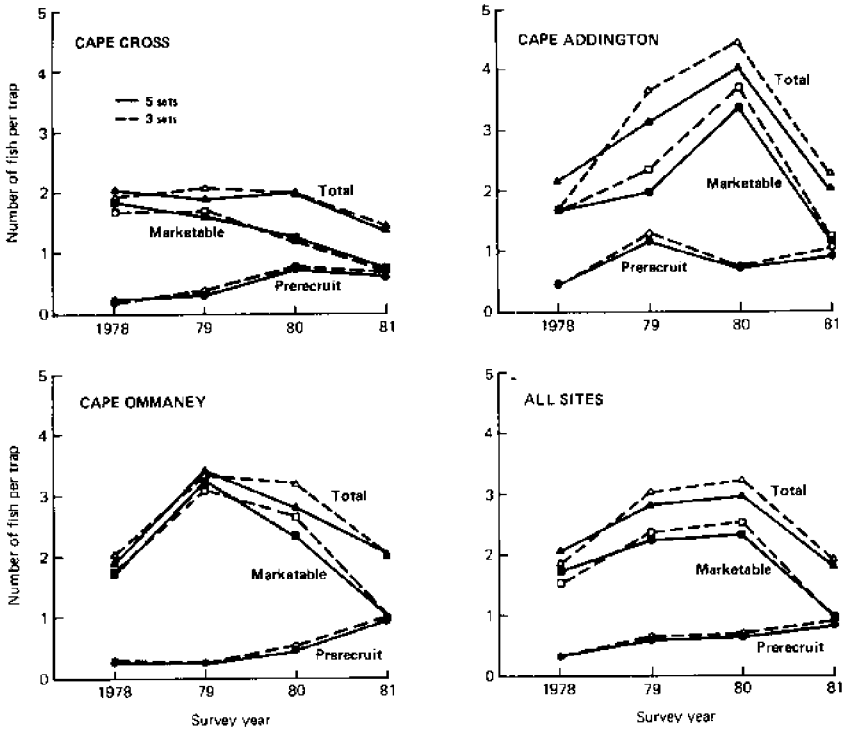 CAPE CROSS
Number of fish per trap
5
4
3
2
1
0
5 sets
3 sets
Total
Marketable
Prerecruit
1978 79 80 81
CAPE ADDINGTON
5
4
3
2
1
0
Total
Marketable
Prerecruit
1978 79 80 81
CAPE OMMANEY
Number of fish per trap
5
4
3
2
1
0
Total
Marketable
Prerecruit
1978 79 80 81
Survey year
ALL SITES
5
4
3
2
1
0
Total
Marketable
Prerecruit
1978 79 80 81
Survey year